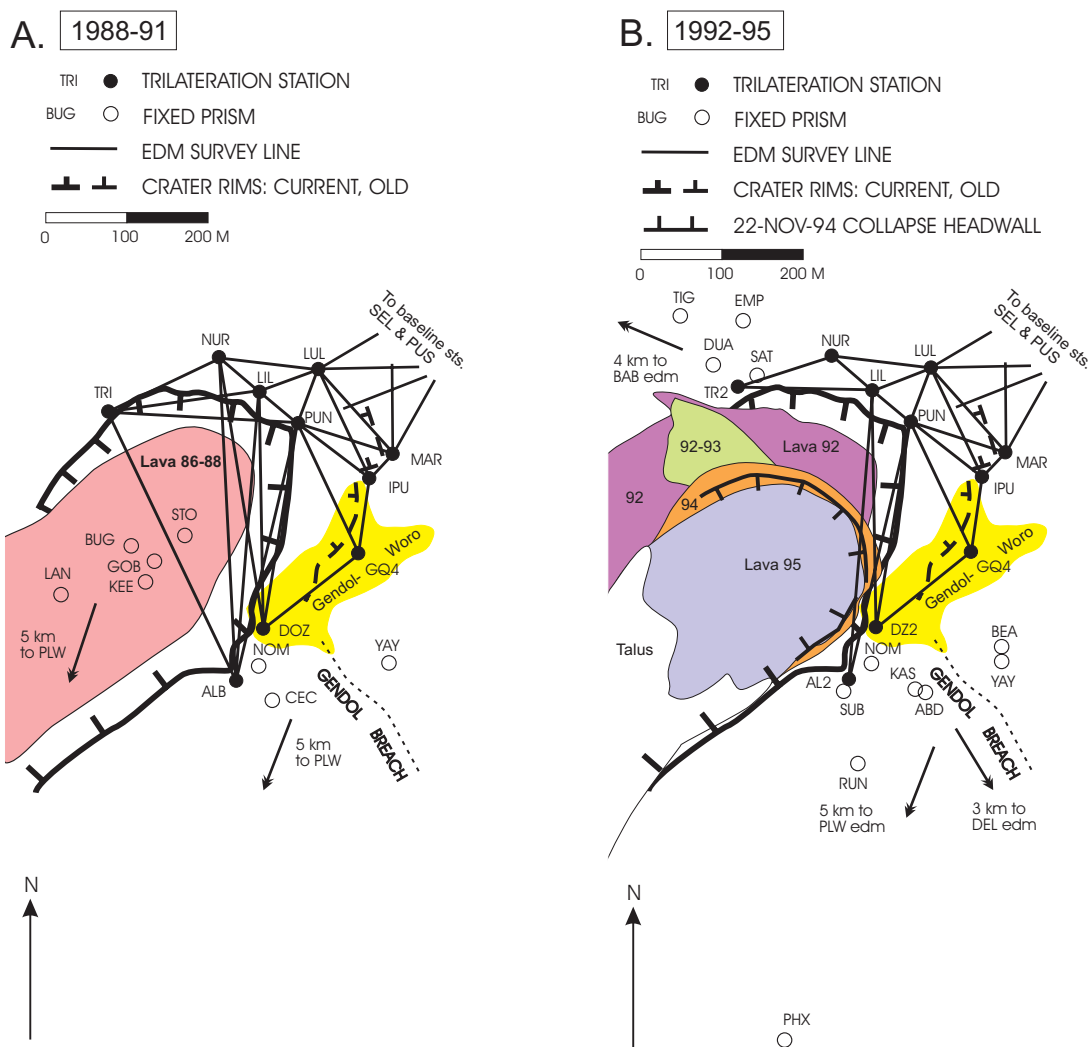 A. 1988-91
TRI TRILATERATION STATION
BUG FIXED PRISM
EDM SURVEY LINE
CRATER RIMS: CURRENT, OLD
0 100 200 M
To baseline sts.
SEL & PUS
NUR
LUL
LIL
TRI
PUN
MAR
IPU
Lava 86-88
STO
BUG
GOB
KEE
LAN
Woro
GQ4
Gendol-
5 km
to PLW
DOZ
NOM
YAY
ALB
CEC
GENDOL
BREACH
5 km
to PLW
N
B. 1992-95
TRI TRILATERATION STATION
BUG FIXED PRISM
EDM SURVEY LINE
CRATER RIMS: CURRENT, OLD
22-NOV-94 COLLAPSE HEADWALL
0 100 200 M
TIG
EMP
To baseline sts.
SEL & PUS
DUA
SAT
NUR
LUL
4 km to
BAB edm
TR2
LIL
PUN
MAR
92-93
Lava 92
IPU
92
94
Woro
GQ4
Lava 95
Gendol-
DZ2
BEA
Talus
NOM
YAY
AL2
KAS
SUB
ABD
GENDOL
BREACH
RUN
5 km to
PLW edm
3 km to
DEL edm
N
PHX